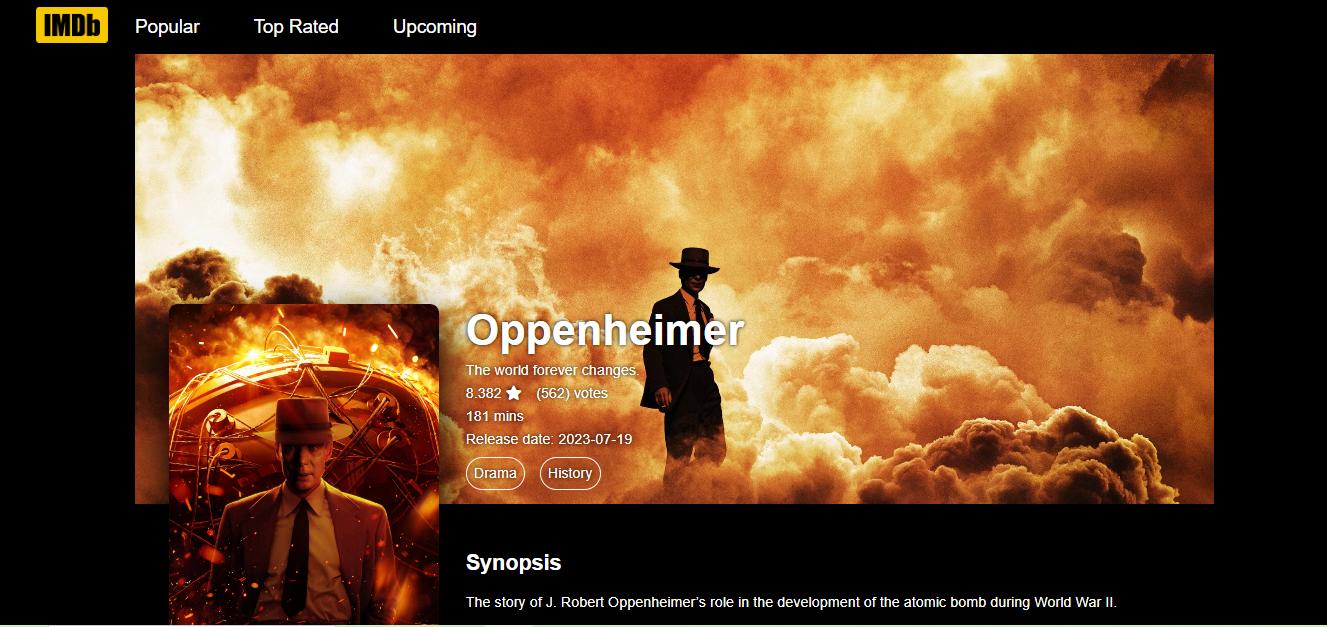 IMDb Popular Top Rated Upcoming
Oppenheimer
The world forever changes.
8.382 ★ (562) votes
181 mins
Release date: 2023-07-19
Drama History
Synopsis
The story of J. Robert Oppenheimer’s role in the development of the atomic bomb during World War II.